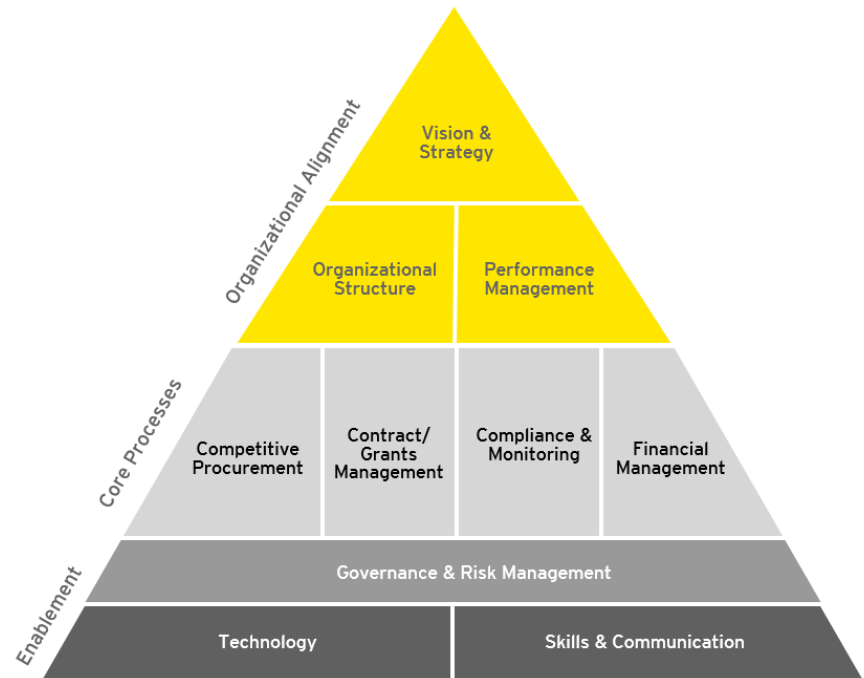 Organizational Alignment
Vision &
Strategy
Organizational
Structure
Performance
Management
Core Processes
Competitive
Procurement
Contract/
Grants
Management
Compliance &
Monitoring
Financial
Management
Enablement
Governance & Risk Management
Technology
Skills & Communication